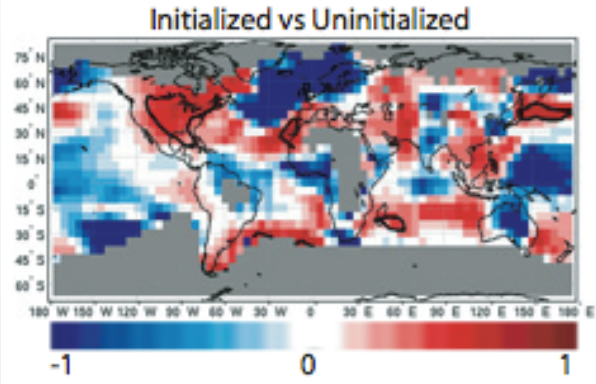 Initialized vs Uninitialized
75° N
60° N
45° N
30° N
15° N
0°
15° S
30° S
45° S
60° S
180 W 150 W 120 W 90 W 60 W 30 W 0 30 E 60 E 90 E 120 E 150 E 180 E
-1 0 1